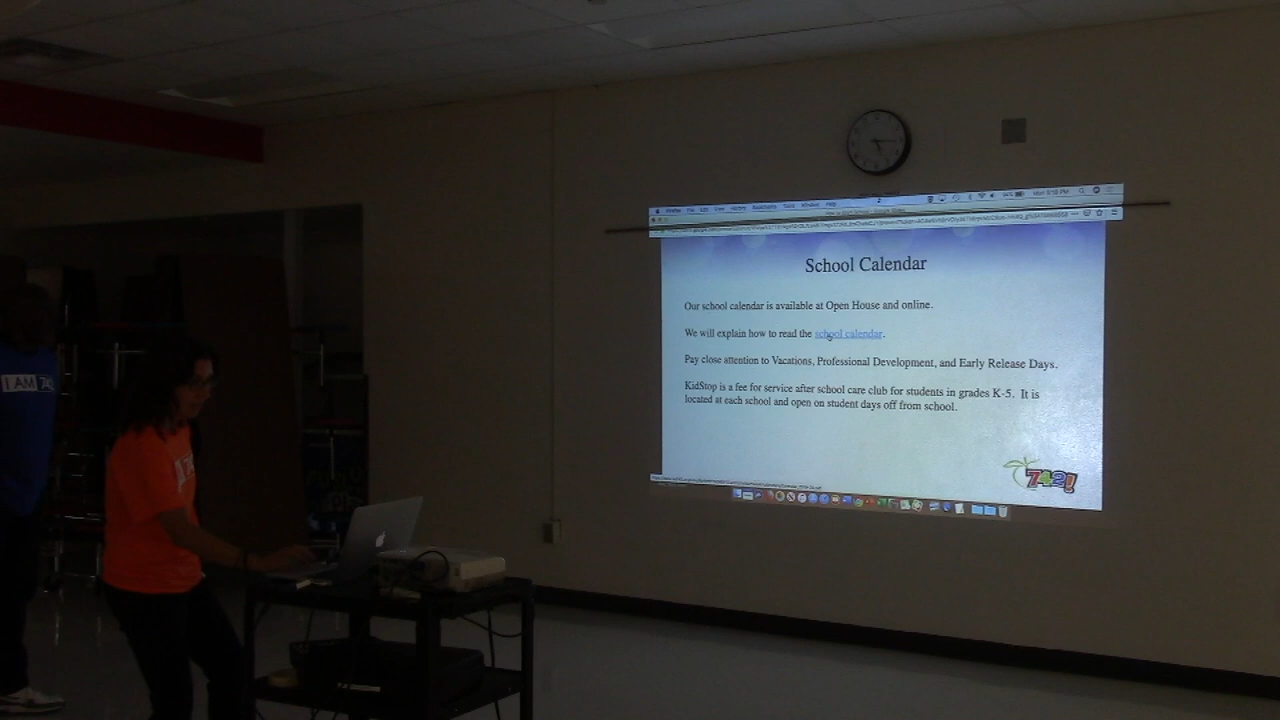 School Calendar
Our school calendar is available at Open House and online.
We will explain how to read the school calendar.
Pay close attention to Vacations, Professional Development, and Early Release Days.
KidStop is a fee for service after school care club for students in grades K-5. It is
located at each school and open on student days off from school.
742!
I AM 74